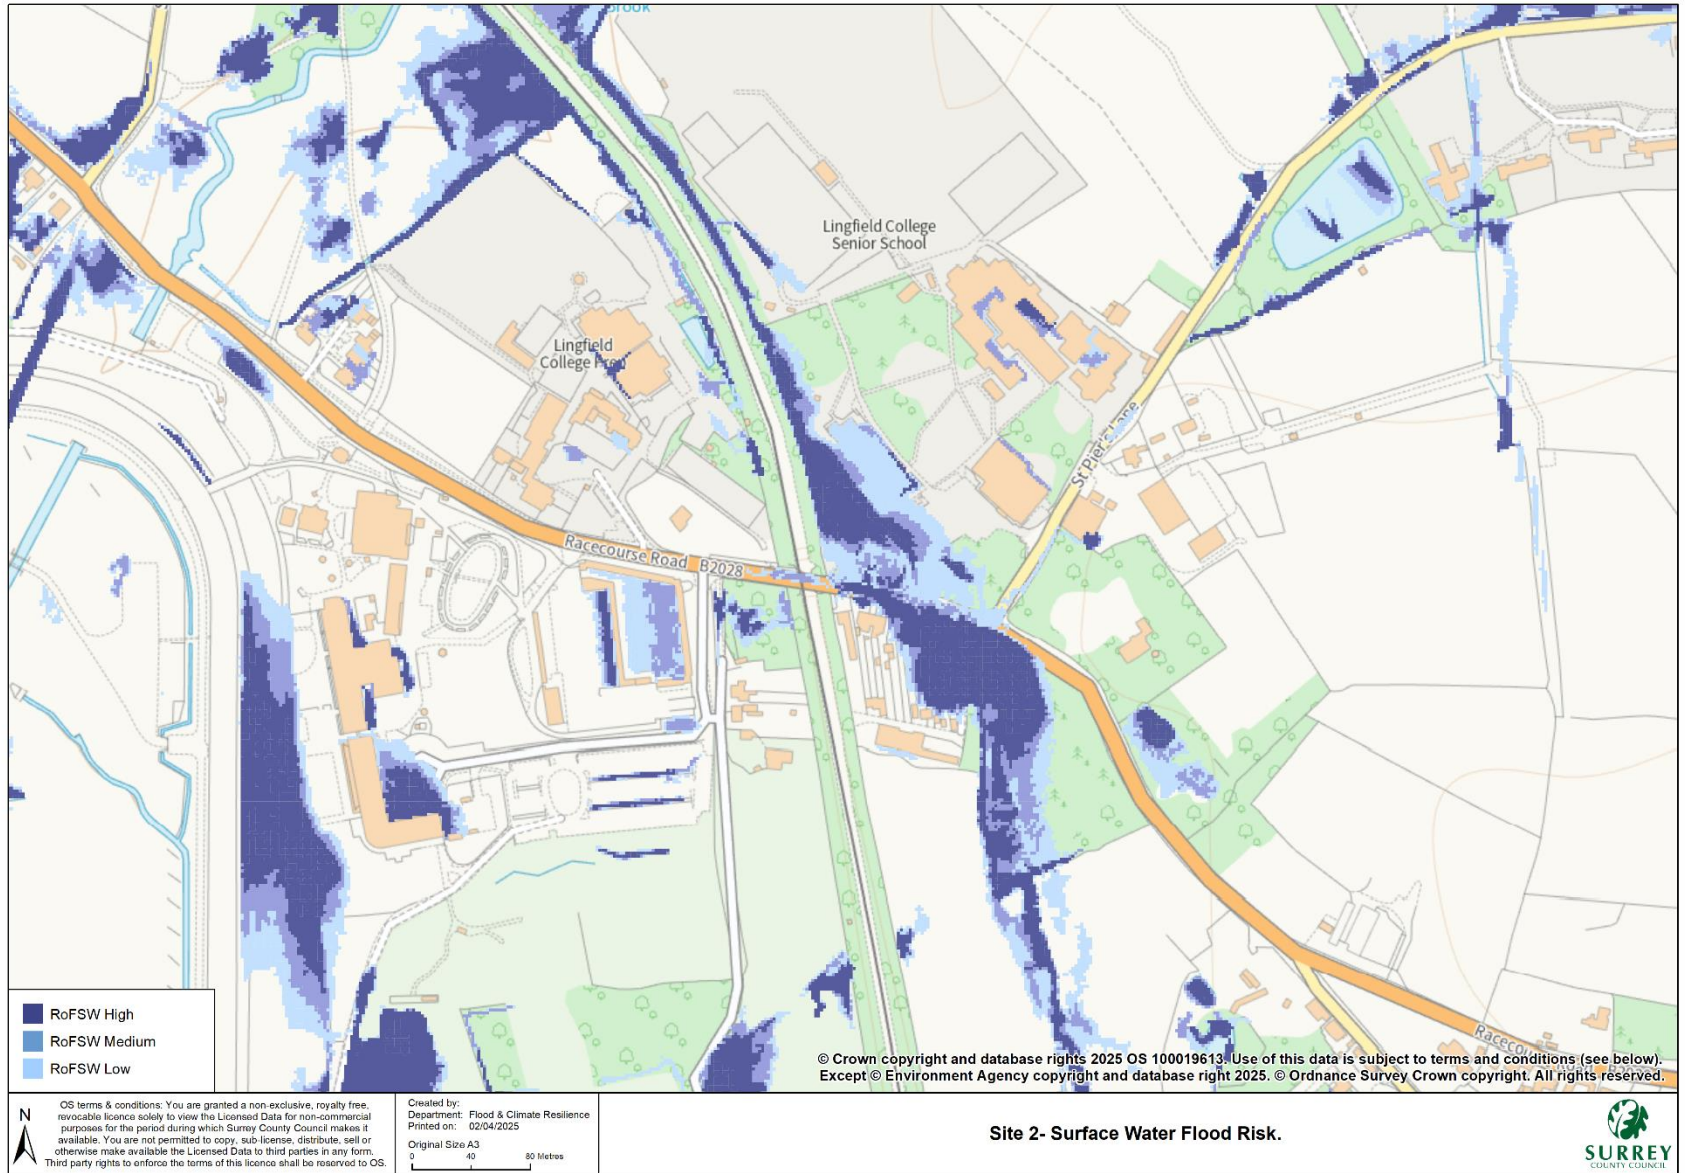 brook
Lingfield College
Senior School
Lingfield
College Prep
St Pier's Lane
Racecourse Road B2028
RoFSW High
RoFSW Medium
RoFSW Low
© Crown copyright and database rights 2025 OS 100019613. Use of this data is subject to terms and conditions (see below).
Except © Environment Agency copyright and database right 2025. © Ordnance Survey Crown copyright. All rights reserved.
N
OS terms & conditions: You are granted a non-exclusive, royalty free,
revocable licence solely to view the Licensed Data for non-commercial
purposes for the period during which Surrey County Council makes it
available. You are not permitted to copy, sub-license, distribute, sell or
otherwise make available the Licensed Data to third parties in any form.
Third party rights to enforce the terms of this licence shall be reserved to OS.
Created by:
Department: Flood & Climate Resilience
Printed on: 02/04/2025
Original Size A3
0 40 80 Metres
Site 2- Surface Water Flood Risk.
SURREY
COUNTY COUNCIL